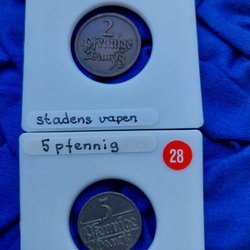 2
Pfennige
Danzig
stadens vapen
5 pfennig
28
5
Pfennige
Danzig